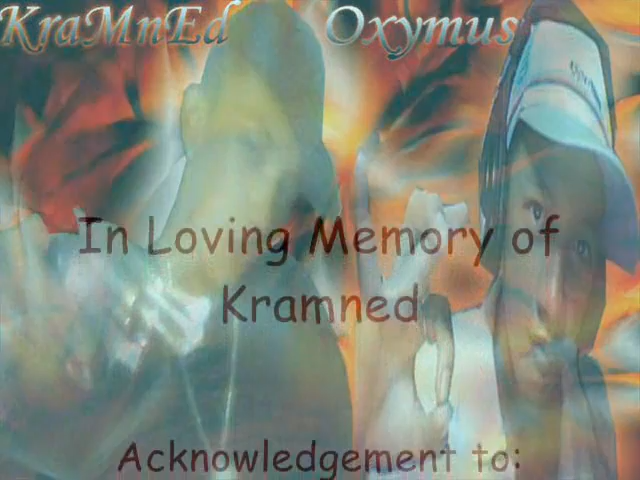 KraMnEd Oxymus
In Loving Memory of
Kramned
Acknowledgement to: